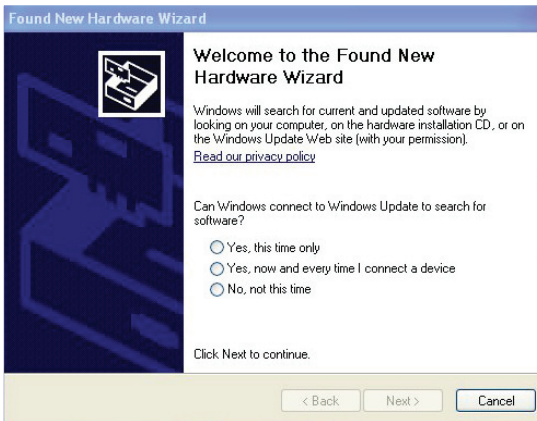 Found New Hardware Wizard
Welcome to the Found New
Hardware Wizard
Windows will search for current and updated software by
looking on your computer, on the hardware installation CD, or on
the Windows Update Web site (with your permission).
Read our privacy policy
Can Windows connect to Windows Update to search for
software?
Yes, this time only
Yes, now and every time I connect a device
No, not this time
Click Next to continue.
< Back
Next >
Cancel